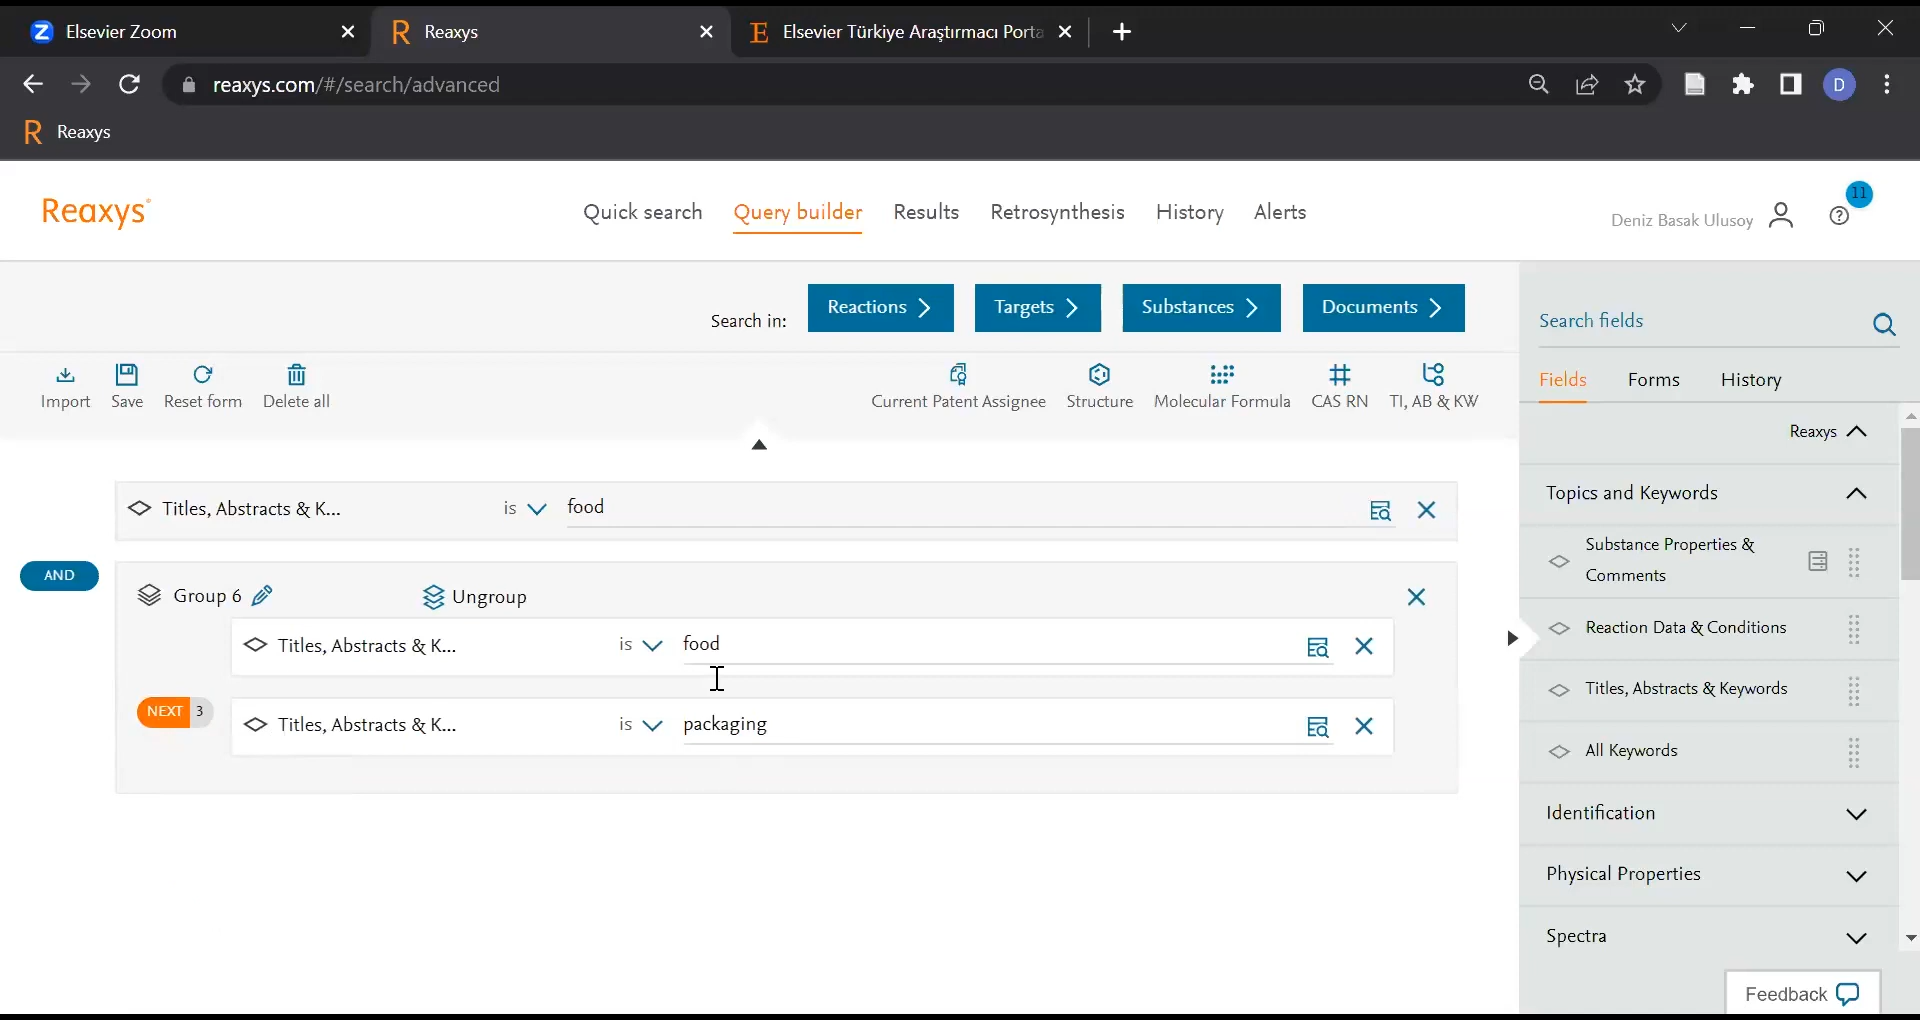 Elsevier Zoom
Reaxys
Elsevier Türkiye Araştırmacı Porta
reaxys.com/#/search/advanced
D
R Reaxys
Reaxys
Quick search
Query builder
Results
Retrosynthesis
History
Alerts
Deniz Basak Ulusoy
11
Search in:
Reactions
Targets
Substances
Documents
Search fields
Import
Save
Reset form
Delete all
Current Patent Assignee
Structure
Molecular Formula
CAS RN
TI, AB & KW
Fields
Forms
History
Reaxys
Titles, Abstracts & K... is food
AND
Group 6
Ungroup
Titles, Abstracts & K... is food
NEXT 3
Titles, Abstracts & K... is packaging
Topics and Keywords
Substance Properties &
Comments
Reaction Data & Conditions
Titles, Abstracts & Keywords
All Keywords
Identification
Physical Properties
Spectra
Feedback